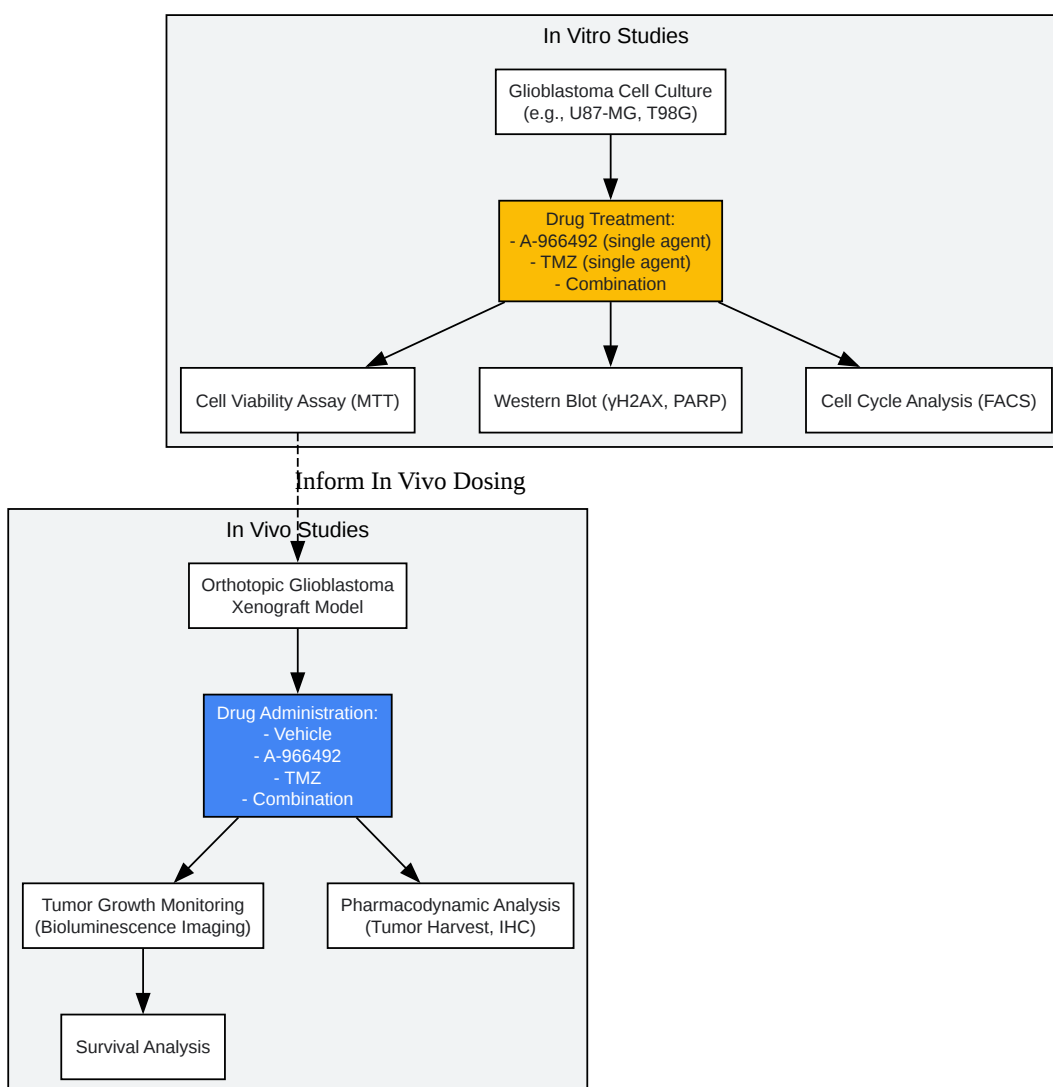 In Vitro Studies
Glioblastoma Cell Culture
(e.g., U87-MG, T98G)
Drug Treatment:
- A-966492 (single agent)
- TMZ (single agent)
- Combination
Cell Viability Assay (MTT)
Western Blot (γH2AX, PARP)
Cell Cycle Analysis (FACS)
Inform In Vivo Dosing
In Vivo Studies
Orthotopic Glioblastoma
Xenograft Model
Drug Administration:
- Vehicle
- A-966492
- TMZ
- Combination
Tumor Growth Monitoring
(Bioluminescence Imaging)
Pharmacodynamic Analysis
(Tumor Harvest, IHC)
Survival Analysis